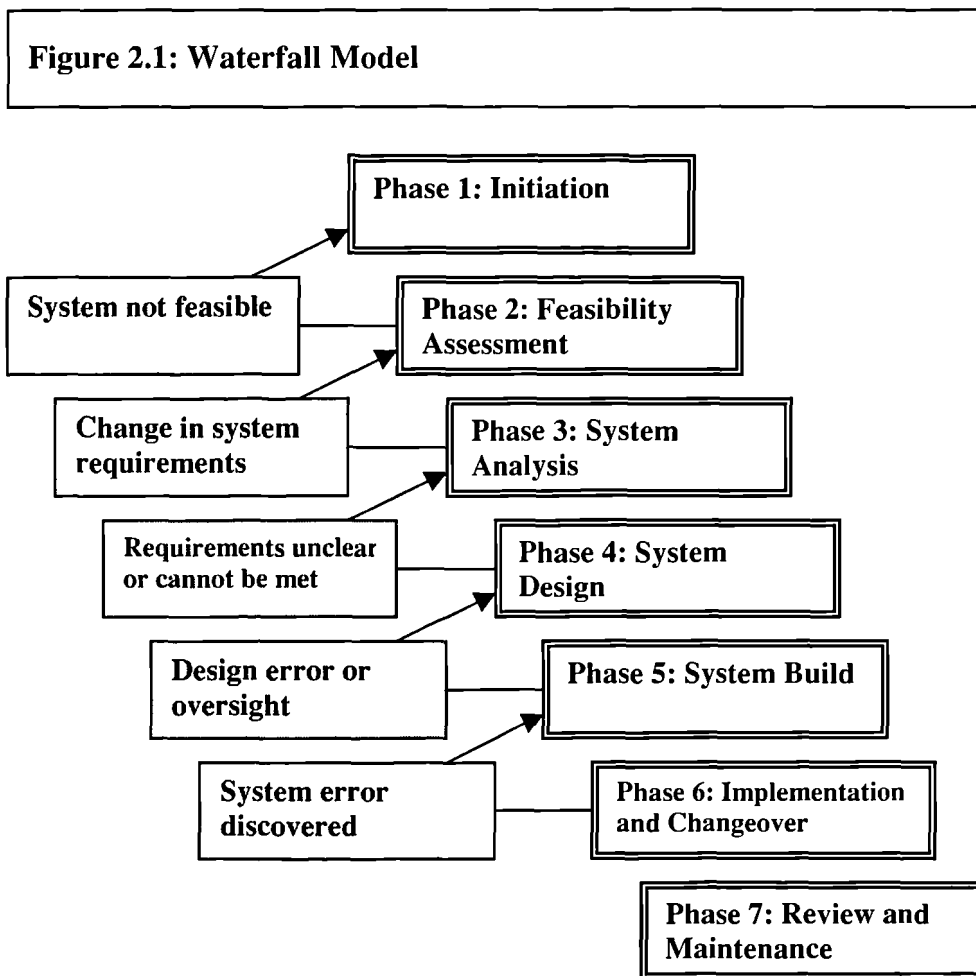 Figure 2.1: Waterfall Model
Phase 1: Initiation
System not feasible
Phase 2: Feasibility
Assessment
Change in system
requirements
Phase 3: System
Analysis
Requirements unclear
or cannot be met
Phase 4: System
Design
Design error or
oversight
Phase 5: System Build
System error
discovered
Phase 6: Implementation
and Changeover
Phase 7: Review and
Maintenance